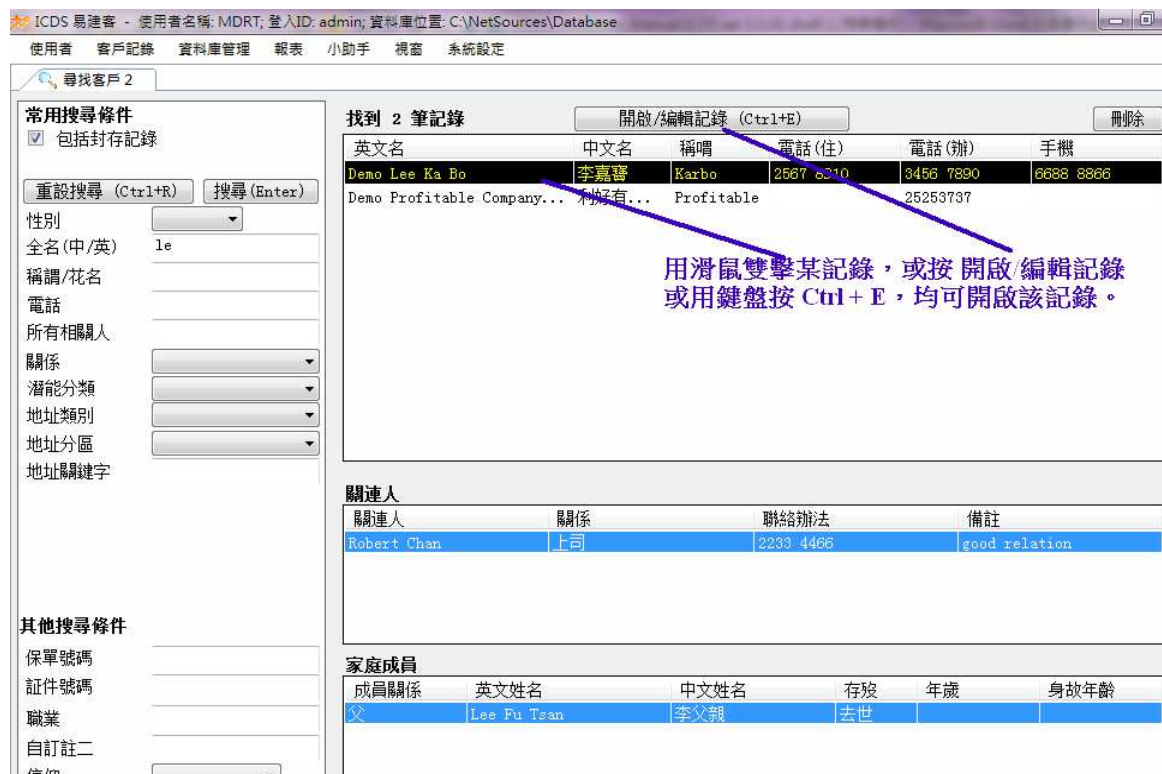 ICDS 易達客 - 使用者名稱: MDRT; 登入ID: admin; 資料庫位置: C:\NetSources\Database
使用者 客戶記錄 資料庫管理 報表 小助手 視窗 系統設定
尋找客戶 2
常用搜尋條件
包括封存記錄
重設搜尋 (Ctrl+R) 搜尋(Enter)
性別
全名(中/英) le
稱謂/花名
電話
所有相關人
關係
潛能分類
地址類別
地址分區
地址關鍵字
其他搜尋條件
保單號碼
証件號碼
職業
自訂註二
信仰
找到 2 筆記錄 開啟/編輯記錄 (Ctrl+E) 刪除
英文名 中文名 稱唱 電話(住) 電話(辦) 手機
Demo Lee Ka Bo 李嘉寶 Karbo 2567 8910 3456 7890 6688 8866
Demo Profitable Company... 利好有... Profitable 25253737
用滑鼠雙擊某記錄，或按 開啟/編輯記錄
或用鍵盤按 Ctrl + E，均可開啟該記錄。
關連人
關連人 關係 聯絡辦法 備註
Robert Chan 上司 2233 4466 good relation
家庭成員
成員關係 英文姓名 中文姓名 存歿 年歲 身故年齡
父 Lee Fu Tsan 李父親 去世